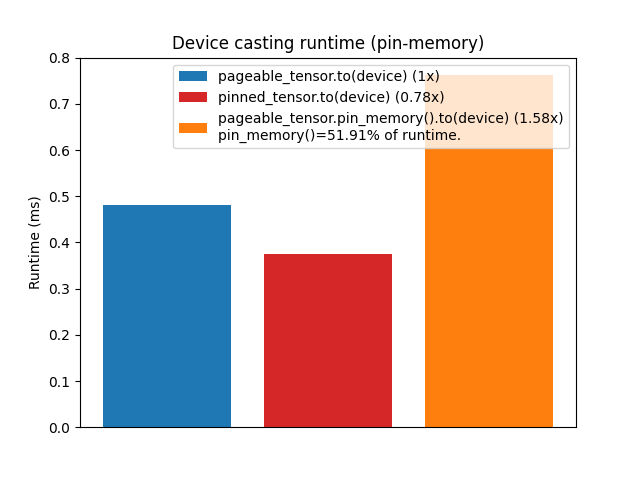 Device casting runtime (pin-memory)
0.8
0.7
0.6
0.5
0.4
0.3
0.2
0.1
0.0
Runtime (ms)
pageable_tensor.to(device) (1x)
pinned_tensor.to(device) (0.78x)
pageable_tensor.pin_memory().to(device) (1.58x)
pin_memory()=51.91% of runtime.